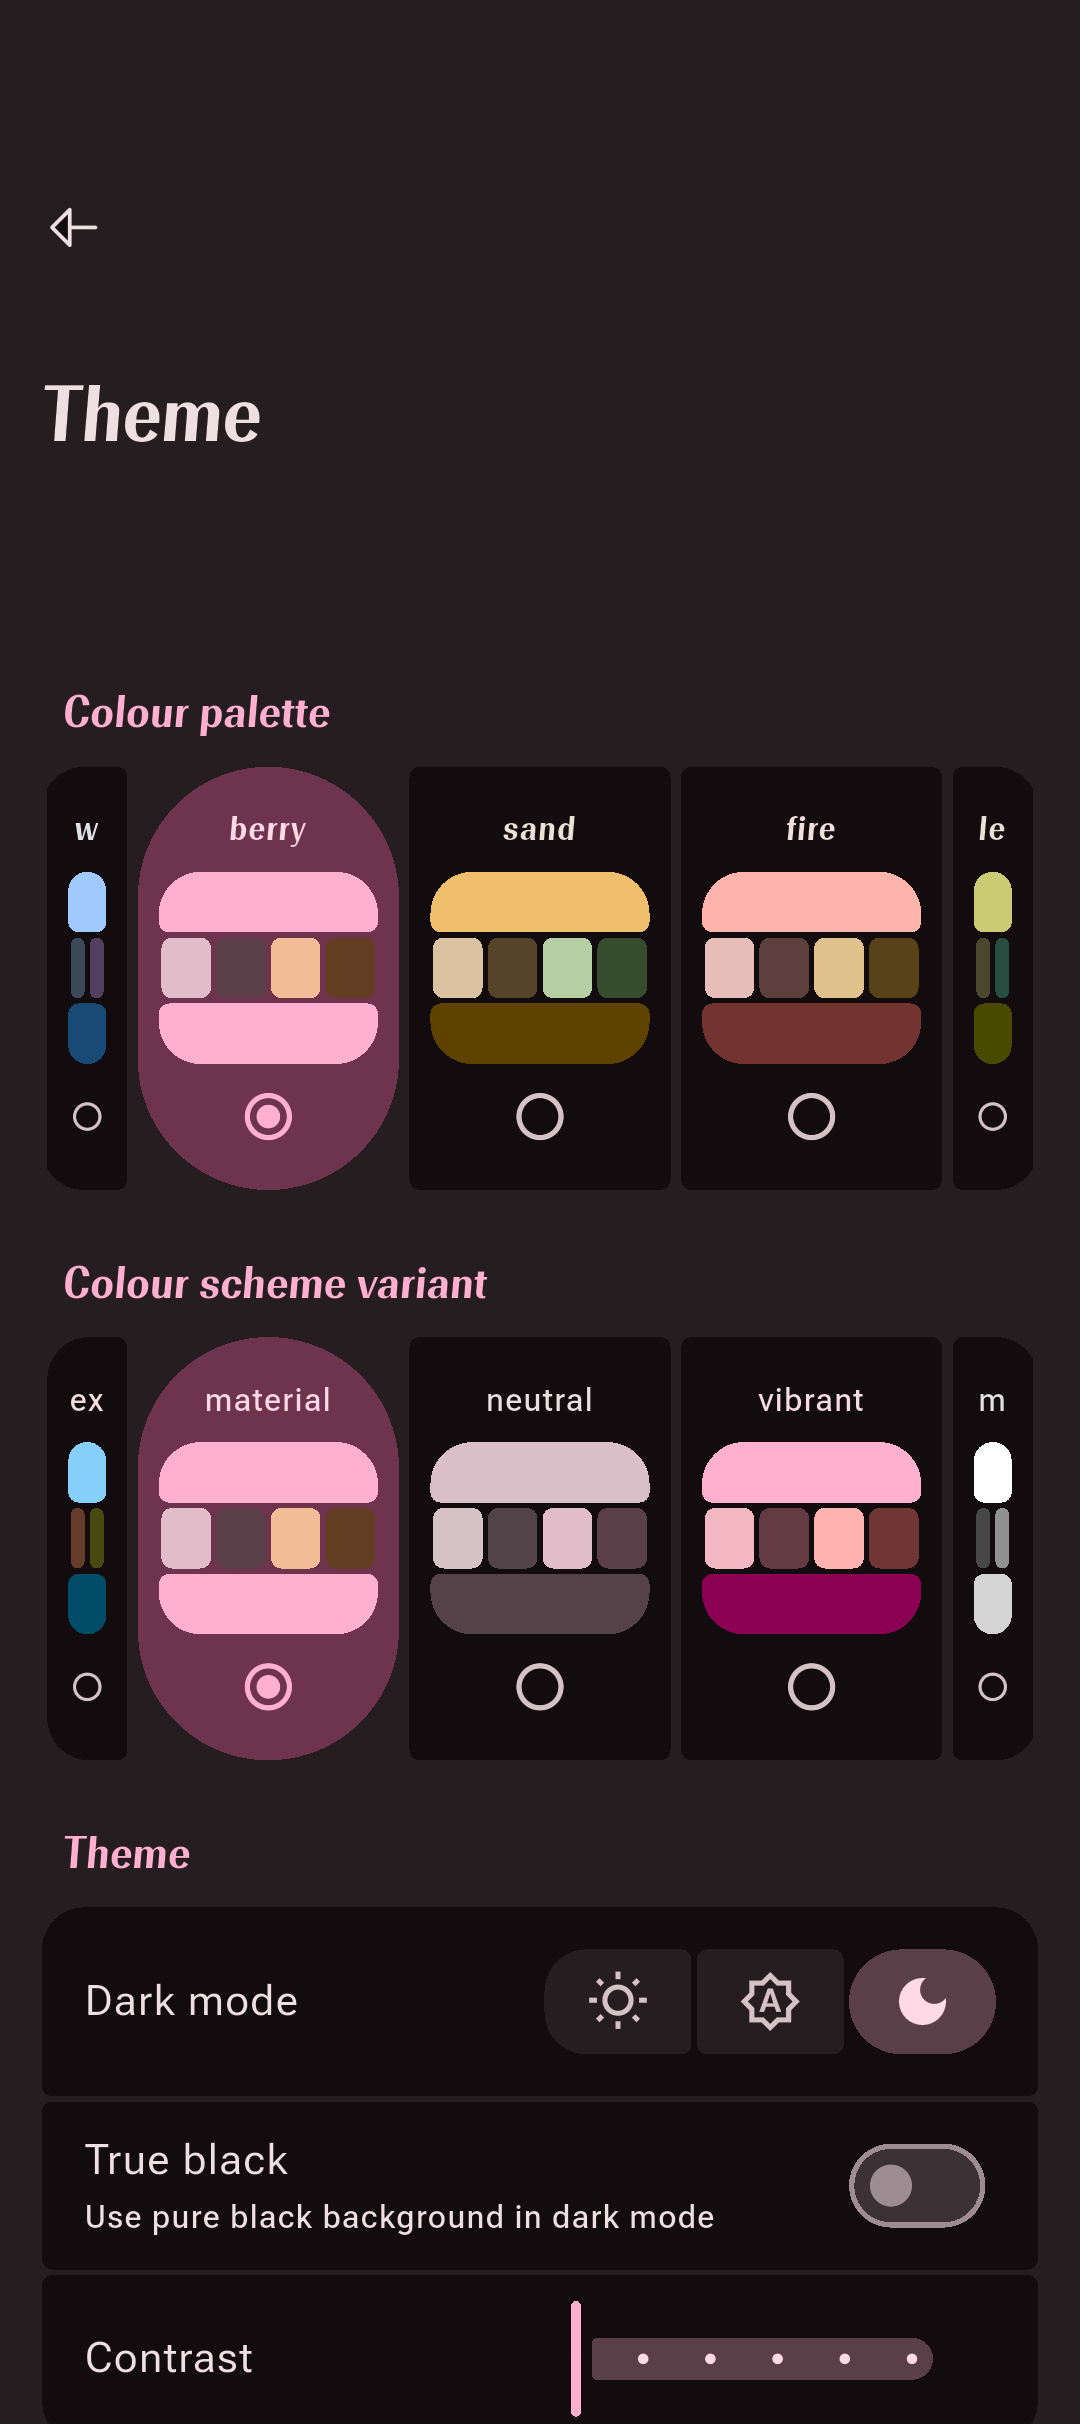 Theme
Colour palette
w berry sand fire le
Colour scheme variant
ex material neutral vibrant m
Theme
Dark mode
A
True black
Use pure black background in dark mode
Contrast